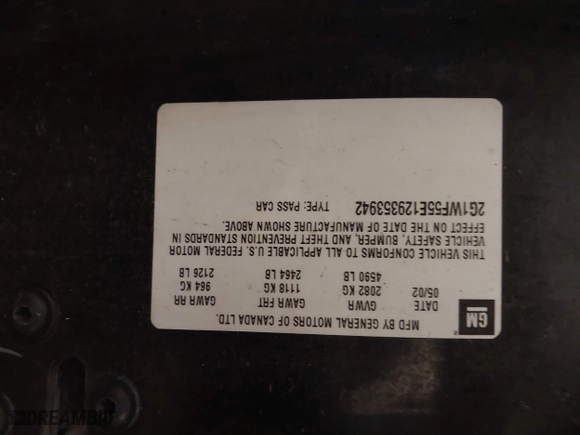 GM
MFD BY GENERAL MOTORS OF CANADA LTD.
DATE GVWR GAWR FRT GAWR RR
05/02 2082 KG 1118 KG 964 KG
4590 LB 2464 LB 2126 LB
THIS VEHICLE CONFORMS TO ALL APPLICABLE U.S. FEDERAL MOTOR
VEHICLE SAFETY, BUMPER, AND THEFT PREVENTION STANDARDS IN
EFFECT ON THE DATE OF MANUFACTURE SHOWN ABOVE.
2G1WF55E129353942 TYPE: PASS CAR
DREAMBID